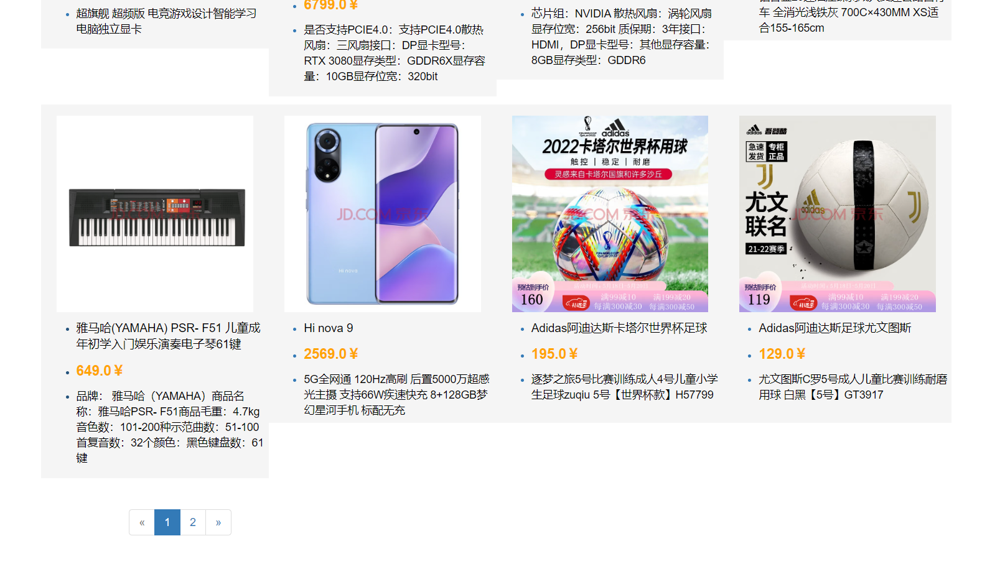 超旗舰 超频版 电竞游戏设计智能学习
电脑独立显卡
6799.0 ¥
是否支持PCIE4.0：支持PCIE4.0散热
风扇：三风扇接口：DP显卡型号：
RTX 3080显存类型：GDDR6X显存容
量：10GB显存位宽：320bit
芯片组：NVIDIA 散热风扇：涡轮风扇
显存位宽：256bit 质保期：3年接口：
HDMI，DP显卡型号：其他显存容量：
8GB显存类型：GDDR6
车 全消光浅铁灰 700C×430MM XS适
合155-165cm
JD.COM 京东
雅马哈(YAMAHA) PSR- F51 儿童成
年初学入门娱乐演奏电子琴61键
649.0 ¥
品牌： 雅马哈（YAMAHA）商品名
称：雅马哈PSR- F51商品毛重：4.7kg
音色数：101-200种示范曲数：51-100
首复音数：32个颜色：黑色键盘数：61
键
Hi nova
JD.COM 京东
Hi nova 9
2569.0 ¥
5G全网通 120Hz高刷 后置5000万超感
光主摄 支持66W疾速快充 8+128GB梦
幻星河手机 标配无充
FIFA WORLD CUP
Qatar2022
adidas
2022卡塔尔世界杯用球
触控 | 稳定 | 耐磨
灵感来自卡塔尔国旗和许多沙丘
JD.COM 京东
FIFA WORLD CUP
Qatar2022
预估到手价
160
礼遇季
满99减10 满199减20
每满300减30 每满300减50
Adidas阿迪达斯卡塔尔世界杯足球
195.0 ¥
逐梦之旅5号比赛训练成人4号儿童小学
生足球zuqiu 5号【世界杯款】H57799
adidas
急速 专柜
发货 正品
尤文
联名
21-22赛季
adidas
JD.COM 京东
预估到手价
119
礼遇季
满99减10 满199减20
每满300减30 每满300减50
Adidas阿迪达斯足球尤文图斯
129.0 ¥
尤文图斯C罗5号成人儿童比赛训练耐磨
用球 白黑【5号】GT3917
« 1 2 »